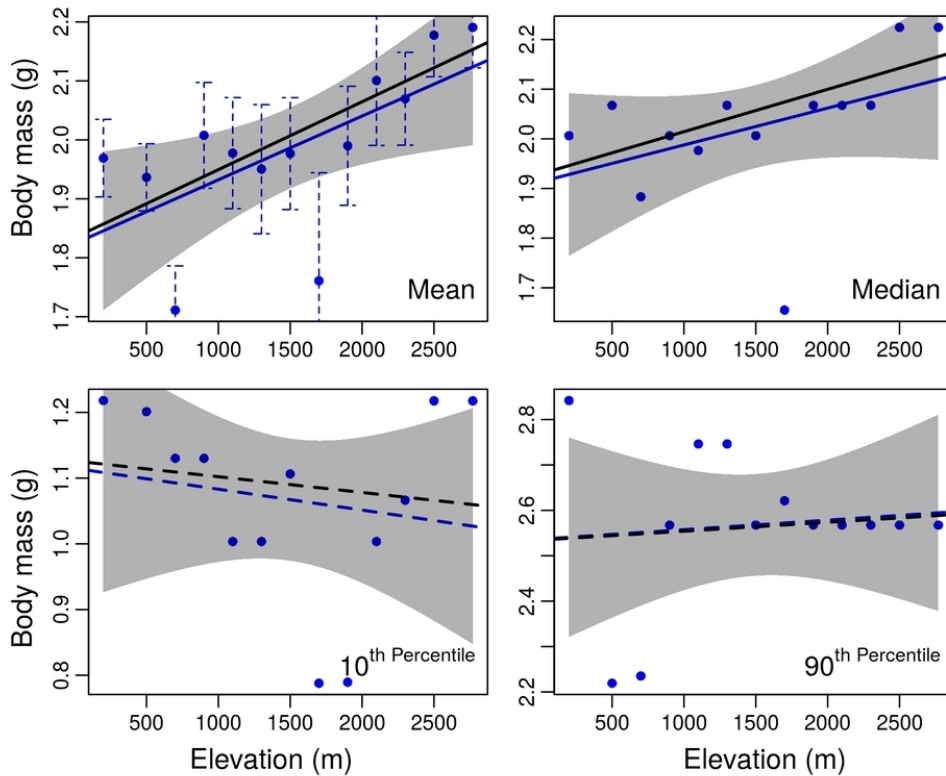 Body mass (g)
2.2
2.1
2.0
1.9
1.8
1.7
Mean
500 1000 1500 2000 2500
2.2
2.1
2.0
1.9
1.8
1.7
Median
500 1000 1500 2000 2500
Body mass (g)
1.2
1.1
1.0
0.9
0.8
10th Percentile
500 1000 1500 2000 2500
Elevation (m)
2.8
2.6
2.4
2.2
90th Percentile
500 1000 1500 2000 2500
Elevation (m)